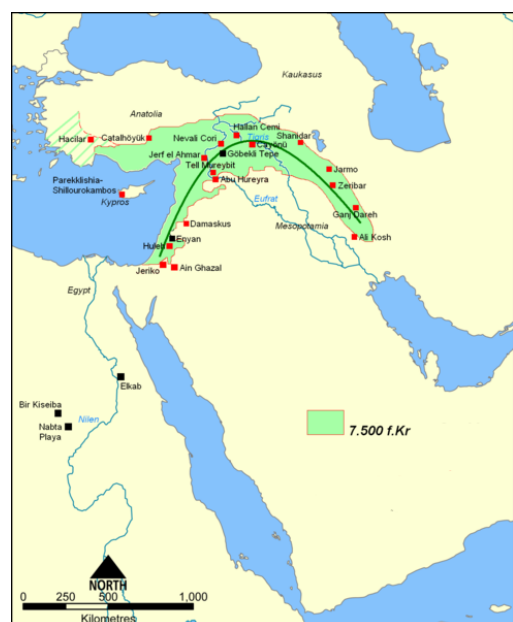 Kaukasus
Anatolia
Hallan Cemi
Shanidar
Tigris
Hacilar
Catalhöyük
Nevali Cori
Cayönü
Göbekli Tepe
Jerf el Ahmar
Tell Mureybit
Jarmo
Abu Hureyra
Zeribar
Parekklishia-
Shillourokambos
Kypros
Eufrat
Ganj Dareh
Damaskus
Mesopotamia
Enyan
Huleh
Ali Kosh
Jeriko
Ain Ghazal
Egypt
Elkab
Bir Kiseiba
Nabta
Playa
Nilen
7.500 f.Kr
NORTH
0 250 500 1,000
Kilometres